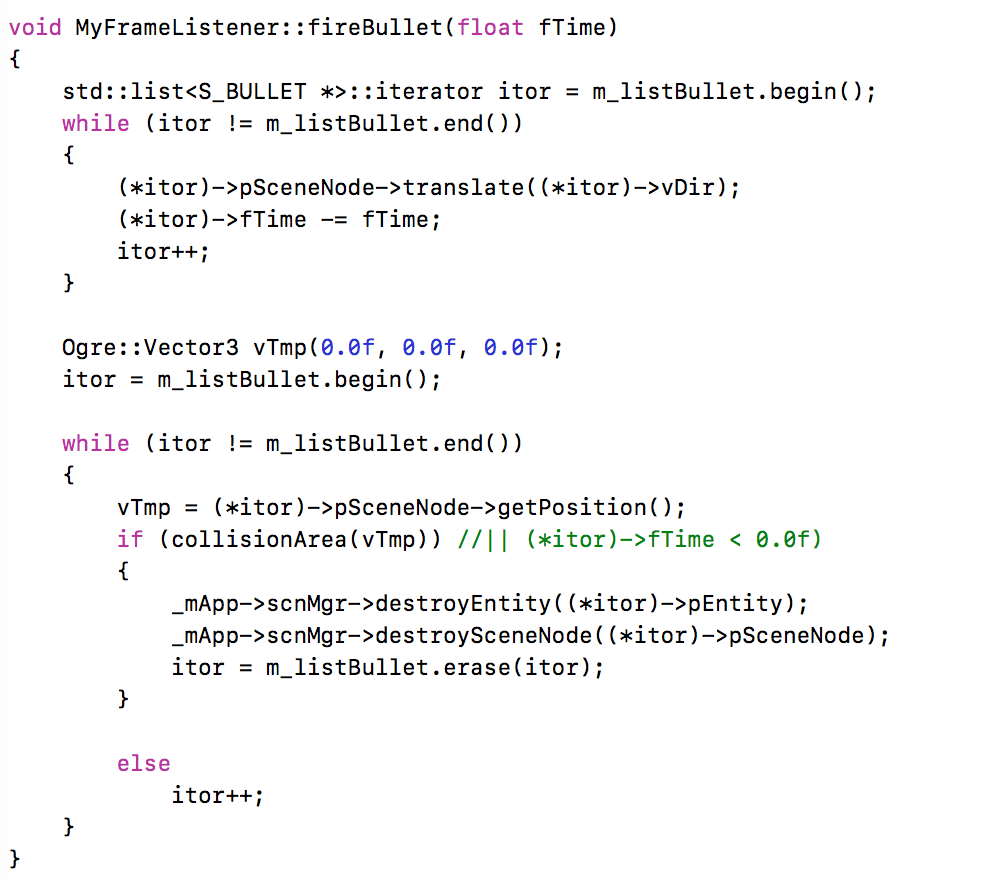 void MyFrameListener::fireBullet(float fTime)
{
    std::list<S_BULLET *>::iterator itor = m_listBullet.begin();
    while (itor != m_listBullet.end())
    {
        (*itor)->pSceneNode->translate((*itor)->vDir);
        (*itor)->fTime -= fTime;
        itor++;
    }

    Ogre::Vector3 vTmp(0.0f, 0.0f, 0.0f);
    itor = m_listBullet.begin();

    while (itor != m_listBullet.end())
    {
        vTmp = (*itor)->pSceneNode->getPosition();
        if (collisionArea(vTmp)) //|| (*itor)->fTime < 0.0f)
        {
            _mApp->scnMgr->destroyEntity((*itor)->pEntity);
            _mApp->scnMgr->destroySceneNode((*itor)->pSceneNode);
            itor = m_listBullet.erase(itor);
        }

        else
            itor++;
    }
}